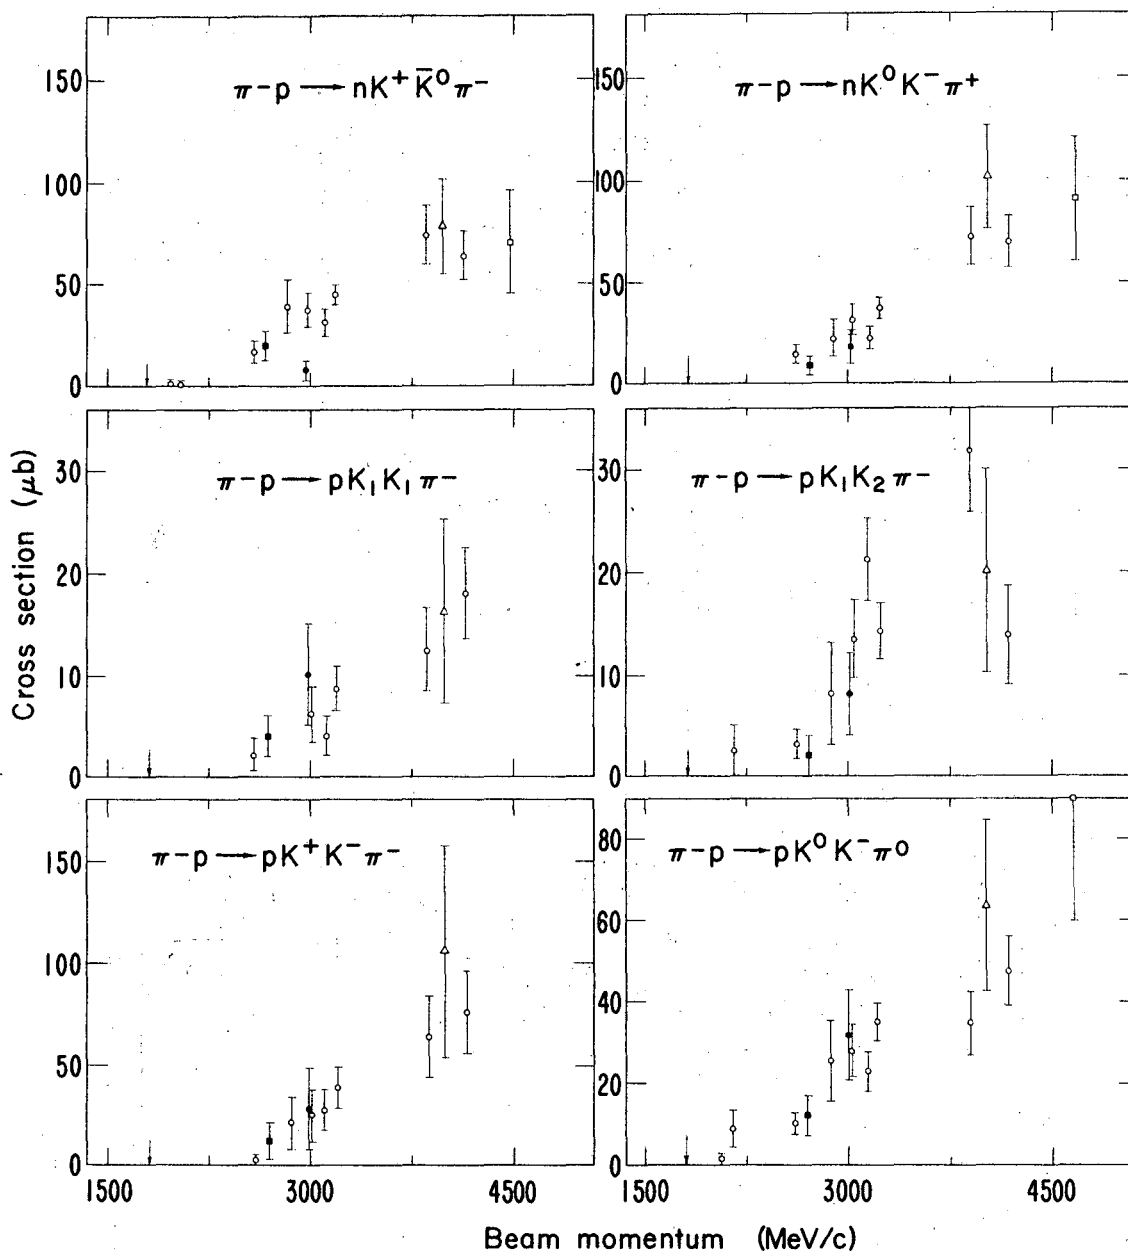 π-p → nK⁺K̄⁰π⁻
π-p → nK⁰K⁻π⁺
150
100
50
0
150
100
50
0
π-p → pK₁K₁π⁻
π-p → pK₁K₂π⁻
30
20
10
0
30
20
10
0
Cross section (μb)
π-p → pK⁺K⁻π⁻
π-p → pK⁰K⁻π⁰
150
100
50
0
80
60
40
20
0
1500 3000 4500
1500 3000 4500
Beam momentum (MeV/c)